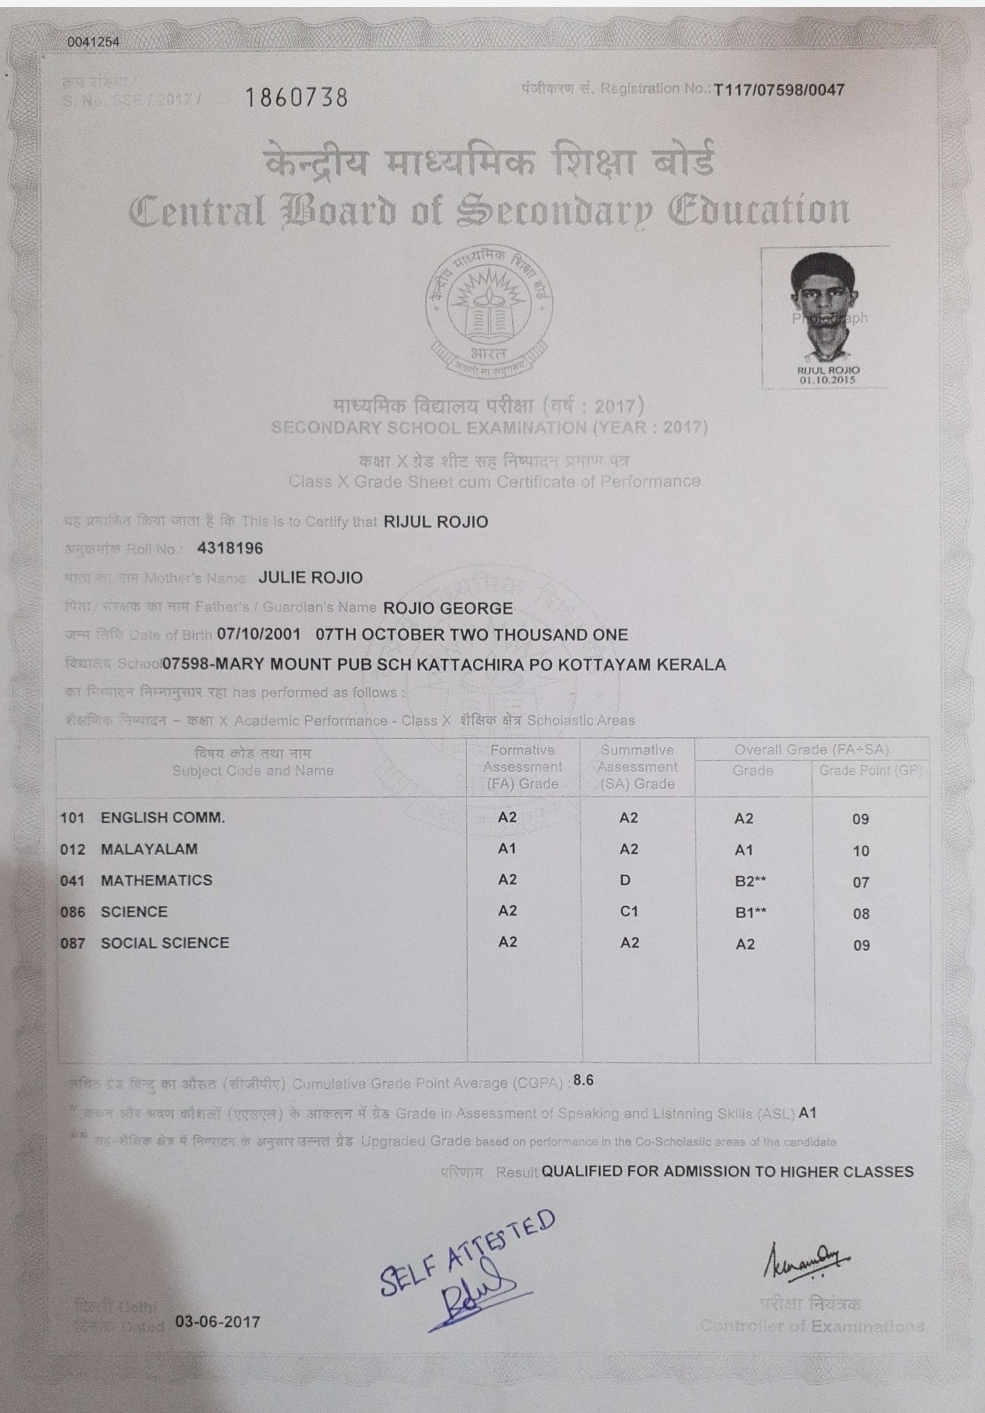 0041254
क्रम संख्या /
S. No. SSE / 2017 / 1860738
पंजीकरण सं. Registration No.: T117/07598/0047
केन्द्रीय माध्यमिक शिक्षा बोर्ड
Central Board of Secondary Education
केन्द्रीय माध्यमिक शिक्षा बोर्ड
भारत
असतो मा सद्गमय
Photograph
RIJUL ROJIO
01.10.2015
माध्यमिक विद्यालय परीक्षा (वर्ष : 2017)
SECONDARY SCHOOL EXAMINATION (YEAR : 2017)
कक्षा X ग्रेड शीट सह निष्पादन प्रमाण पत्र
Class X Grade Sheet cum Certificate of Performance
यह प्रमाणित किया जाता है कि This Is to Certify that RIJUL ROJIO
अनुक्रमांक Roll No.: 4318196
माता का नाम Mother's Name JULIE ROJIO
पिता / संरक्षक का नाम Father's / Guardian's Name ROJIO GEORGE
जन्म तिथि Date of Birth 07/10/2001 07TH OCTOBER TWO THOUSAND ONE
विद्यालय School 07598-MARY MOUNT PUB SCH KATTACHIRA PO KOTTAYAM KERALA
का निष्पादन निम्नानुसार रहा has performed as follows :
शैक्षणिक निष्पादन – कक्षा X Academic Performance - Class X शैक्षिक क्षेत्र Scholastic Areas
विषय कोड तथा नाम
Subject Code and Name
Formative Assessment (FA) Grade
Summative Assessment (SA) Grade
Overall Grade (FA+SA)
Grade Grade Point (GP)
101 ENGLISH COMM. A2 A2 A2 09
012 MALAYALAM A1 A2 A1 10
041 MATHEMATICS A2 D B2** 07
086 SCIENCE A2 C1 B1** 08
087 SOCIAL SCIENCE A2 A2 A2 09
संचित ग्रेड बिन्दु का औसत (सीजीपीए) Cumulative Grade Point Average (CGPA) : 8.6
* कथन और श्रवण कौशलों (एएसएल) के आकलन में ग्रेड Grade in Assessment of Speaking and Listening Skills (ASL) A1
** सह-शैक्षिक क्षेत्र में निष्पादन के अनुसार उन्नत ग्रेड Upgraded Grade based on performance in the Co-Scholastic areas of the candidate
परिणाम Result QUALIFIED FOR ADMISSION TO HIGHER CLASSES
SELF ATTESTED
दिल्ली Delhi
दिनांक Dated 03-06-2017
परीक्षा नियंत्रक
Controller of Examinations